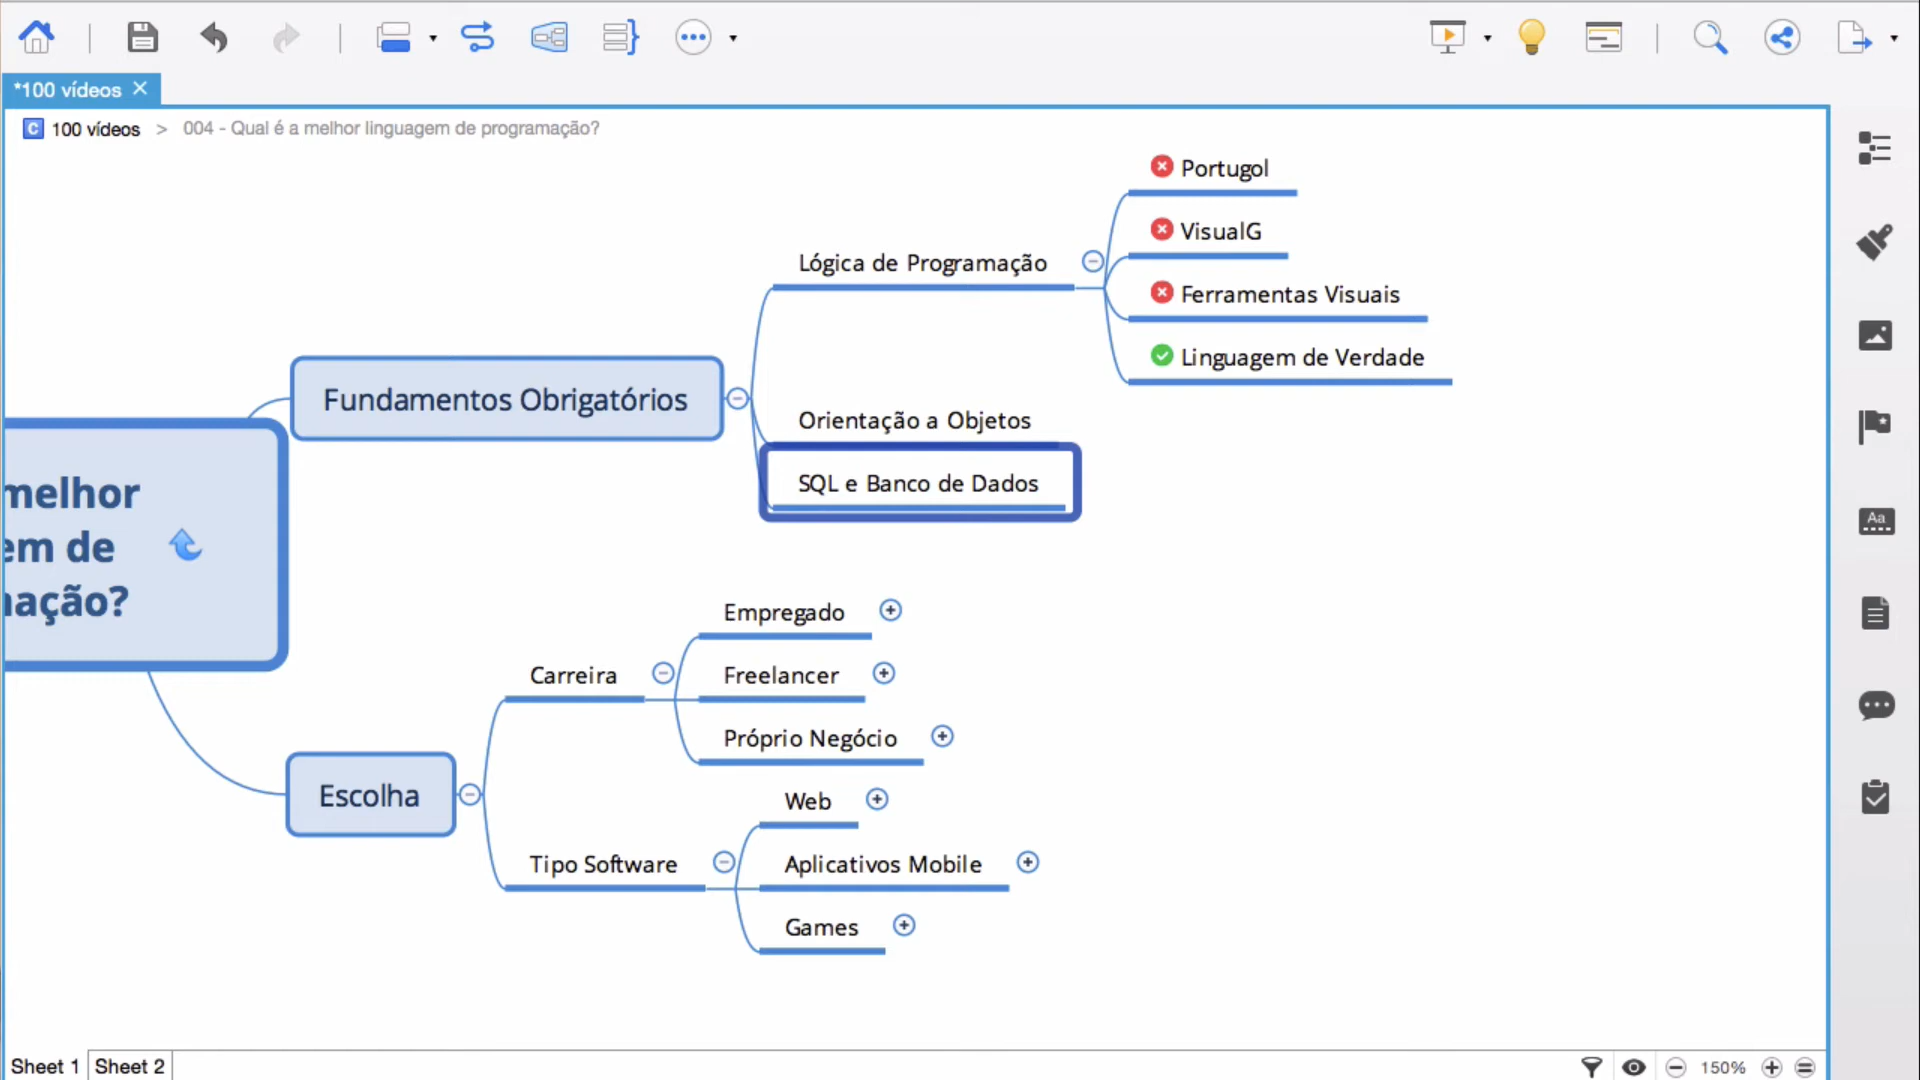 *100 vídeos
100 vídeos > 004 - Qual é a melhor linguagem de programação?
Portugol
VisualG
Lógica de Programação
Ferramentas Visuais
Linguagem de Verdade
Fundamentos Obrigatórios
Orientação a Objetos
SQL e Banco de Dados
melhor
em de
mação?
Empregado
Carreira
Freelancer
Próprio Negócio
Escolha
Web
Tipo Software
Aplicativos Mobile
Games
Aa
Sheet 1
Sheet 2
150%